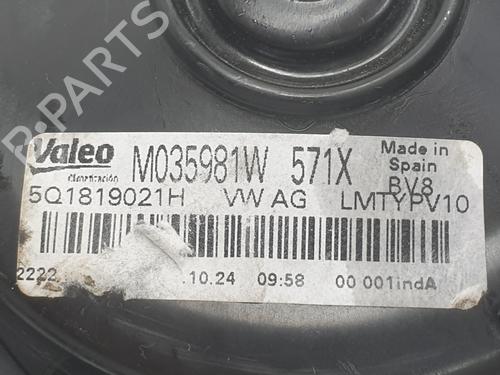 B-PARTS
Valeo M035981W 571X Made in
Climatización Spain
5Q1819021H VW AG LMTYPV10 BV8
2222 .10.24 09:58 00 001indA